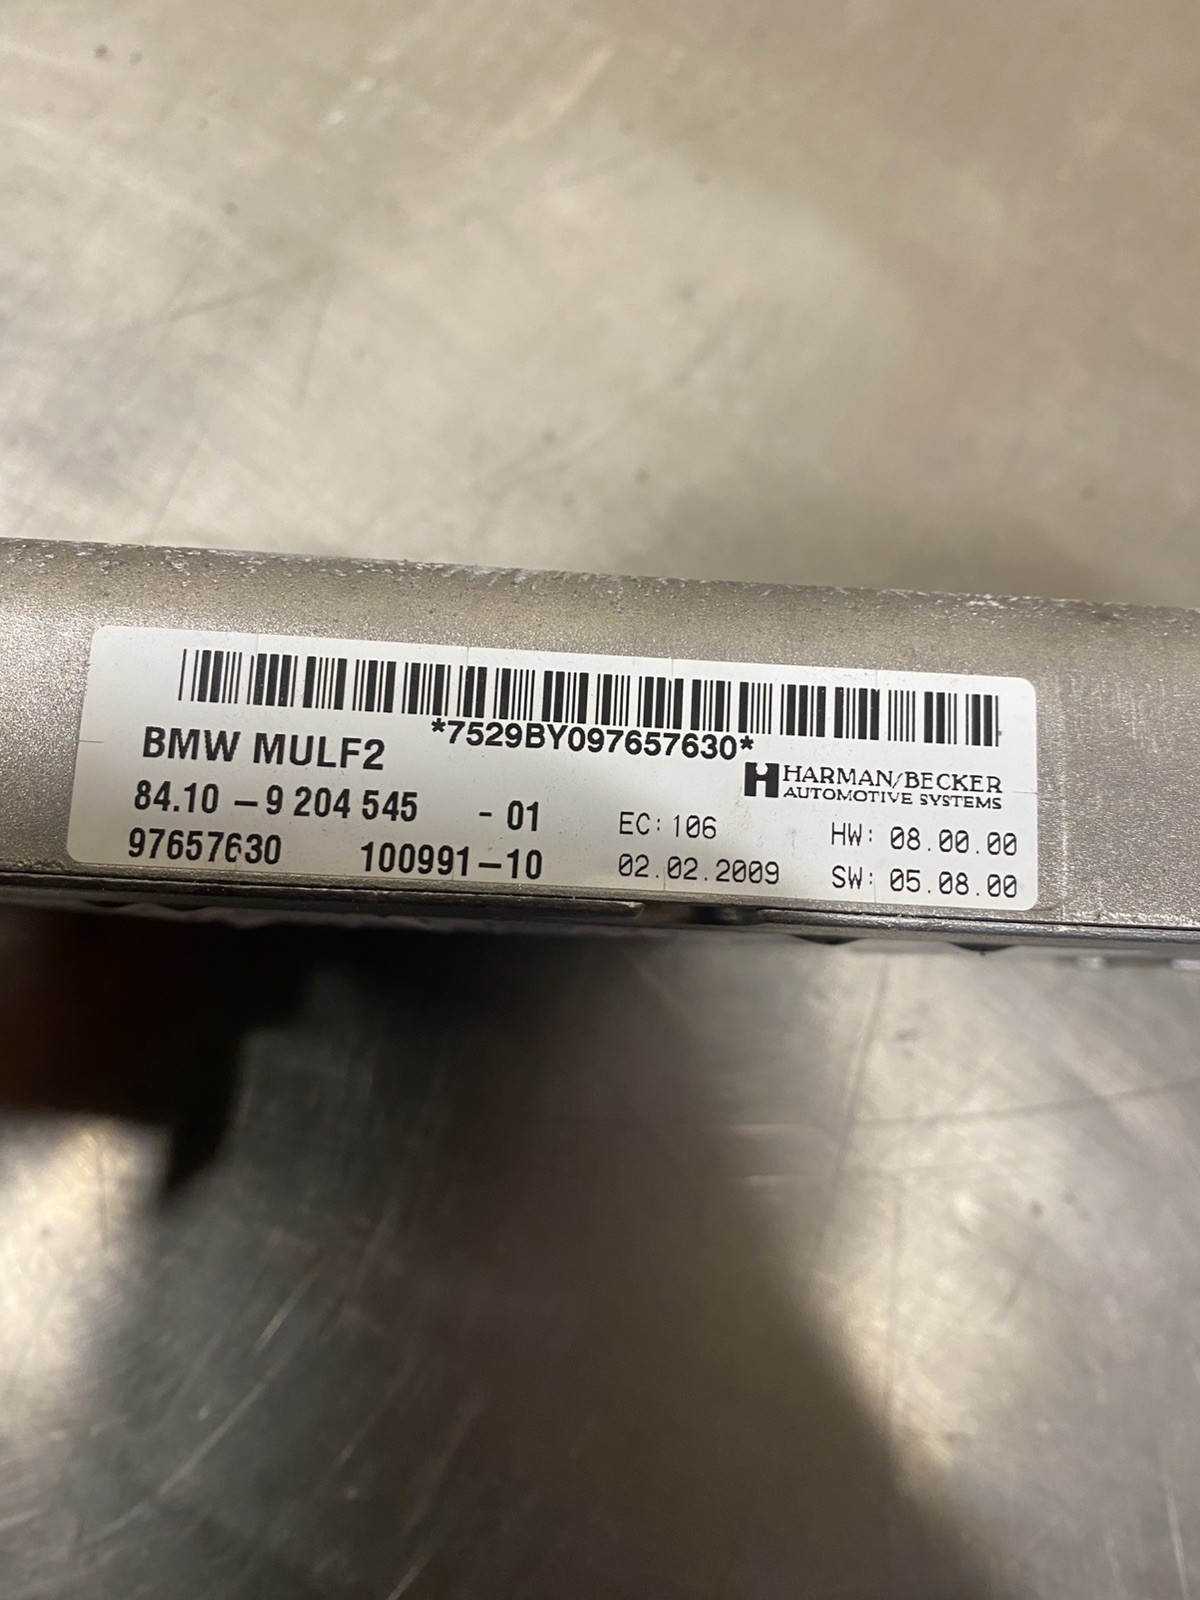 *7529BY097657630*
BMW MULF2
HARMAN/BECKER
AUTOMOTIVE SYSTEMS
84.10 – 9 204 545 - 01
EC: 106
HW: 08.00.00
97657630 100991–10
02.02.2009
SW: 05.08.00